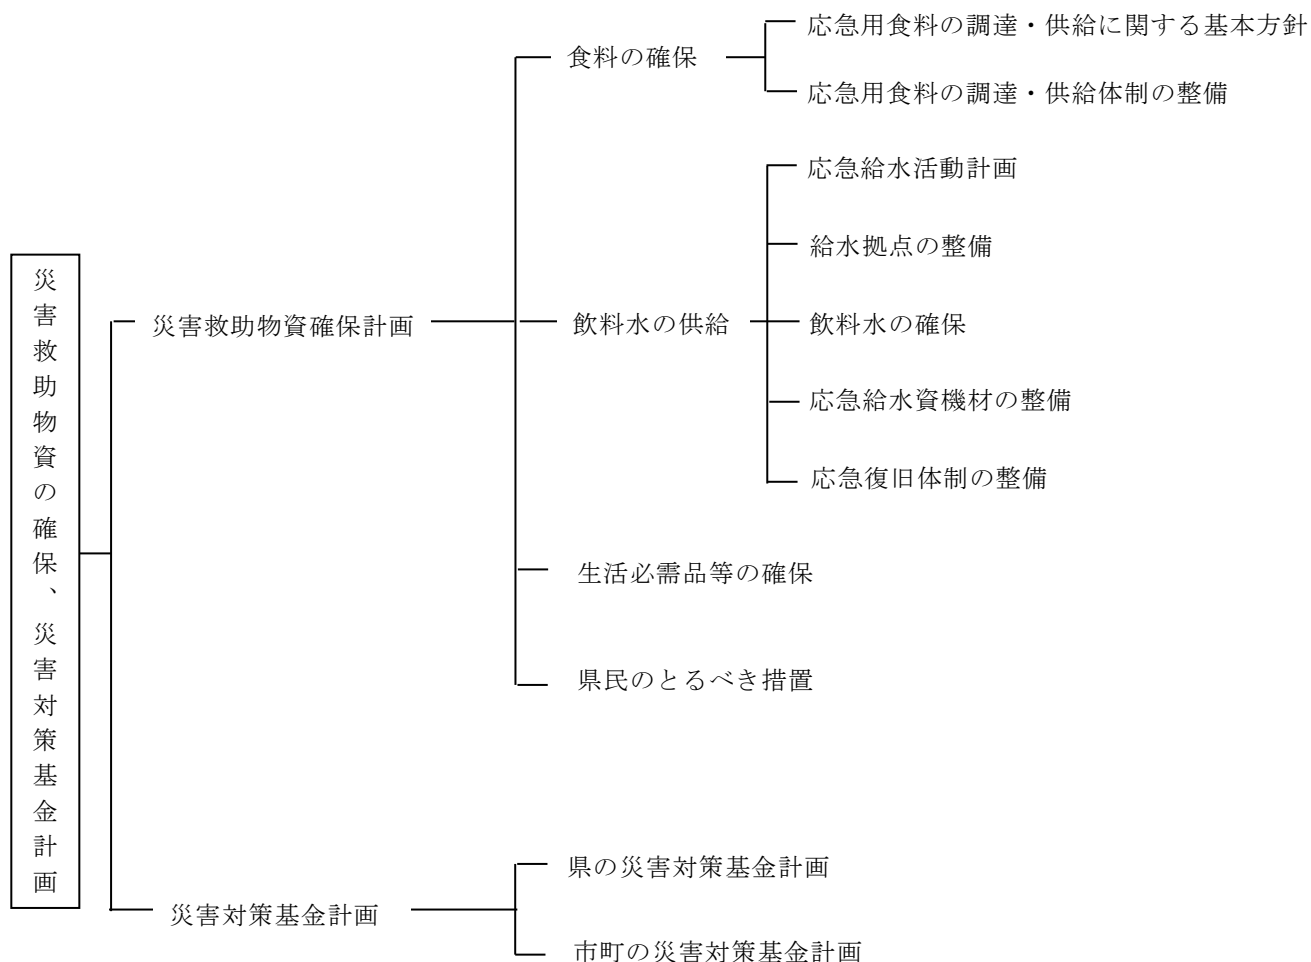 災害救助物資の確保、災害対策基金計画
災害救助物資確保計画
食料の確保
応急用食料の調達・供給に関する基本方針
応急用食料の調達・供給体制の整備
飲料水の供給
応急給水活動計画
給水拠点の整備
飲料水の確保
応急給水資機材の整備
応急復旧体制の整備
生活必需品等の確保
県民のとるべき措置
災害対策基金計画
県の災害対策基金計画
市町の災害対策基金計画